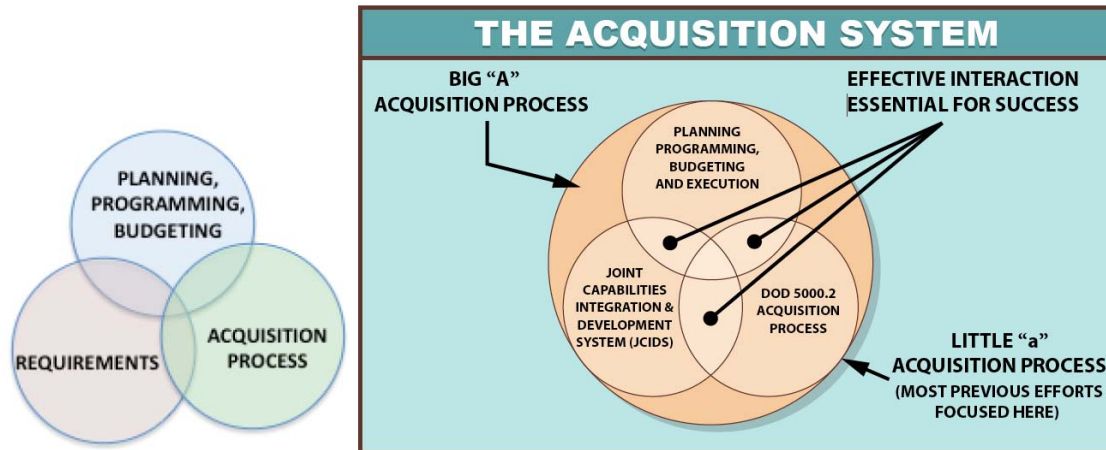 PLANNING,
PROGRAMMING,
BUDGETING
REQUIREMENTS
ACQUISITION
PROCESS
THE ACQUISITION SYSTEM
BIG “A”
ACQUISITION PROCESS
EFFECTIVE INTERACTION
ESSENTIAL FOR SUCCESS
PLANNING
PROGRAMMING,
BUDGETING
AND EXECUTION
JOINT
CAPABILITIES
INTEGRATION &
DEVELOPMENT
SYSTEM (JCIDS)
DOD 5000.2
ACQUISITION
PROCESS
LITTLE “a”
ACQUISITION PROCESS
(MOST PREVIOUS EFFORTS
FOCUSED HERE)